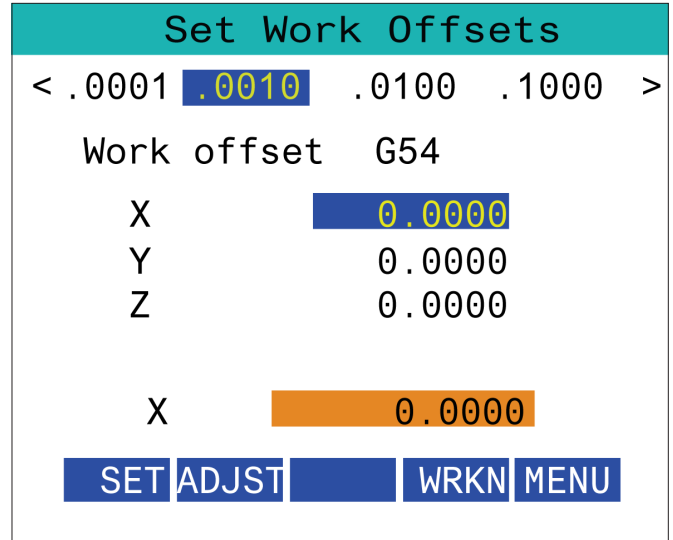 Set Work Offsets
< .0001 .0010 .0100 .1000 >
Work offset G54
X 0.0000
Y 0.0000
Z 0.0000
X 0.0000
SET ADJST WRKN MENU